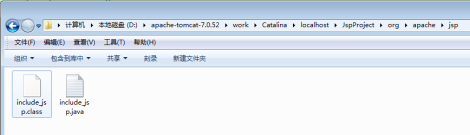 计算机 ▸ 本地磁盘 (D:) ▸ apache-tomcat-7.0.52 ▸ work ▸ Catalina ▸ localhost ▸ JspProject ▸ org ▸ apache ▸ jsp
文件(F) 编辑(E) 查看(V) 工具(T) 帮助(H)
组织 包含到库中 共享 刻录 新建文件夹
include_js include_js
p.class p.java